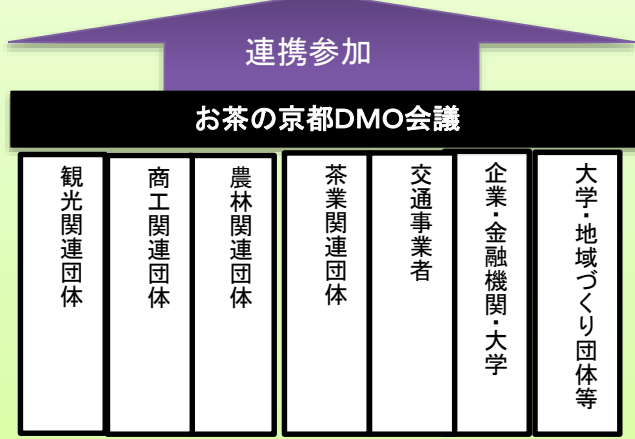 連携参加
お茶の京都DMO会議
観光関連団体
商工関連団体
農林関連団体
茶業関連団体
交通事業者
企業・金融機関・大学
大学・地域づくり団体等